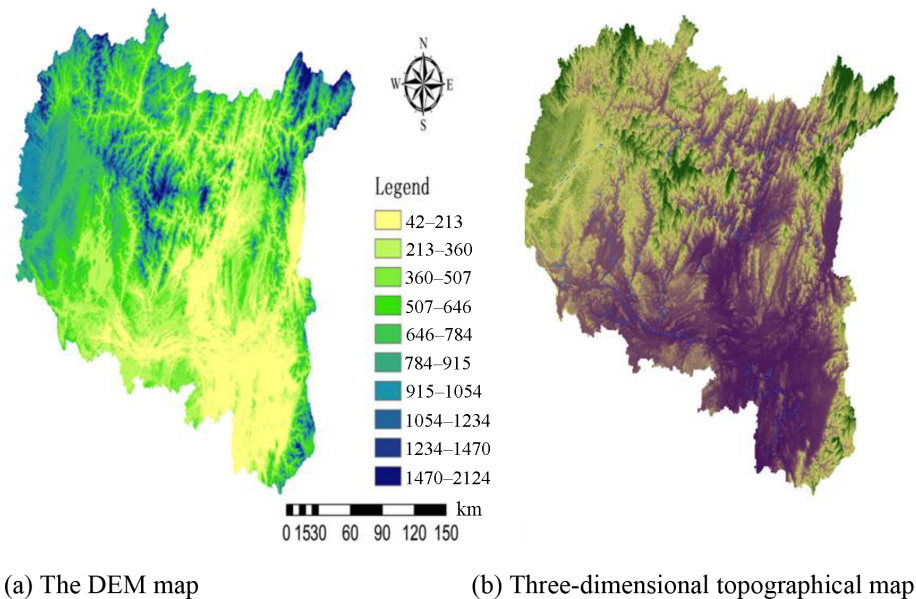 N
W E
S
Legend
42–213
213–360
360–507
507–646
646–784
784–915
915–1054
1054–1234
1234–1470
1470–2124
km
0 1530 60 90 120 150
(a) The DEM map
(b) Three-dimensional topographical map